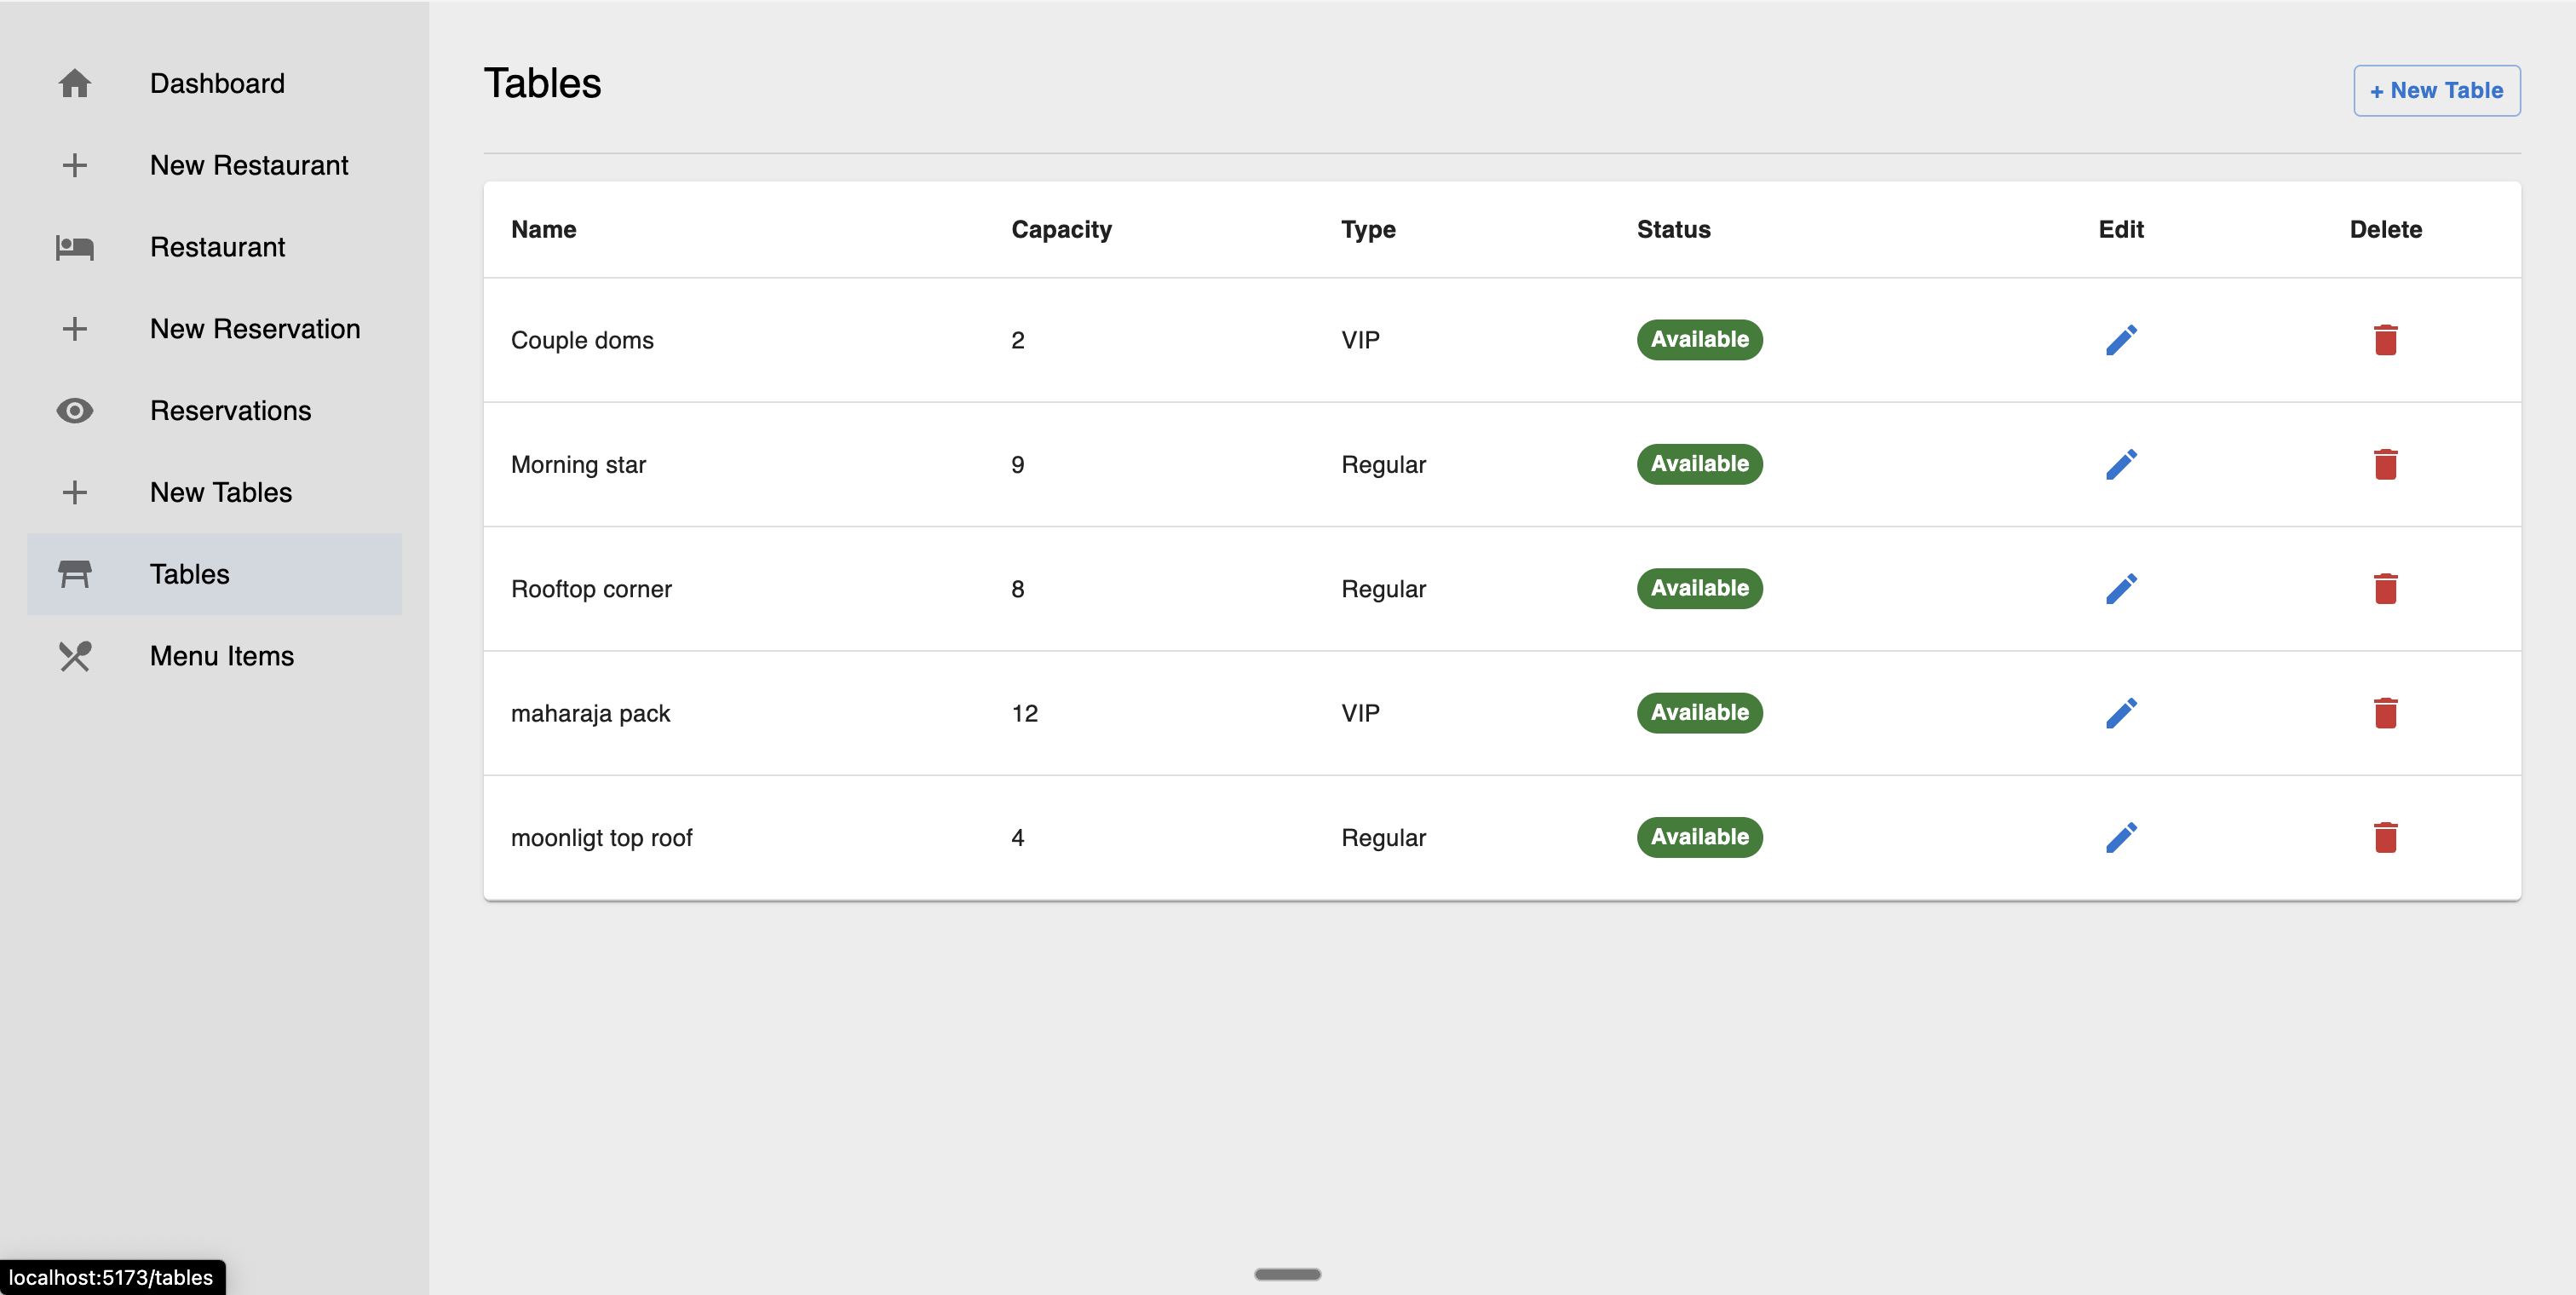 Dashboard
New Restaurant
Restaurant
New Reservation
Reservations
New Tables
Tables
Menu Items
Tables
+ New Table
Name Capacity Type Status Edit Delete
Couple doms 2 VIP Available
Morning star 9 Regular Available
Rooftop corner 8 Regular Available
maharaja pack 12 VIP Available
moonligt top roof 4 Regular Available
localhost:5173/tables